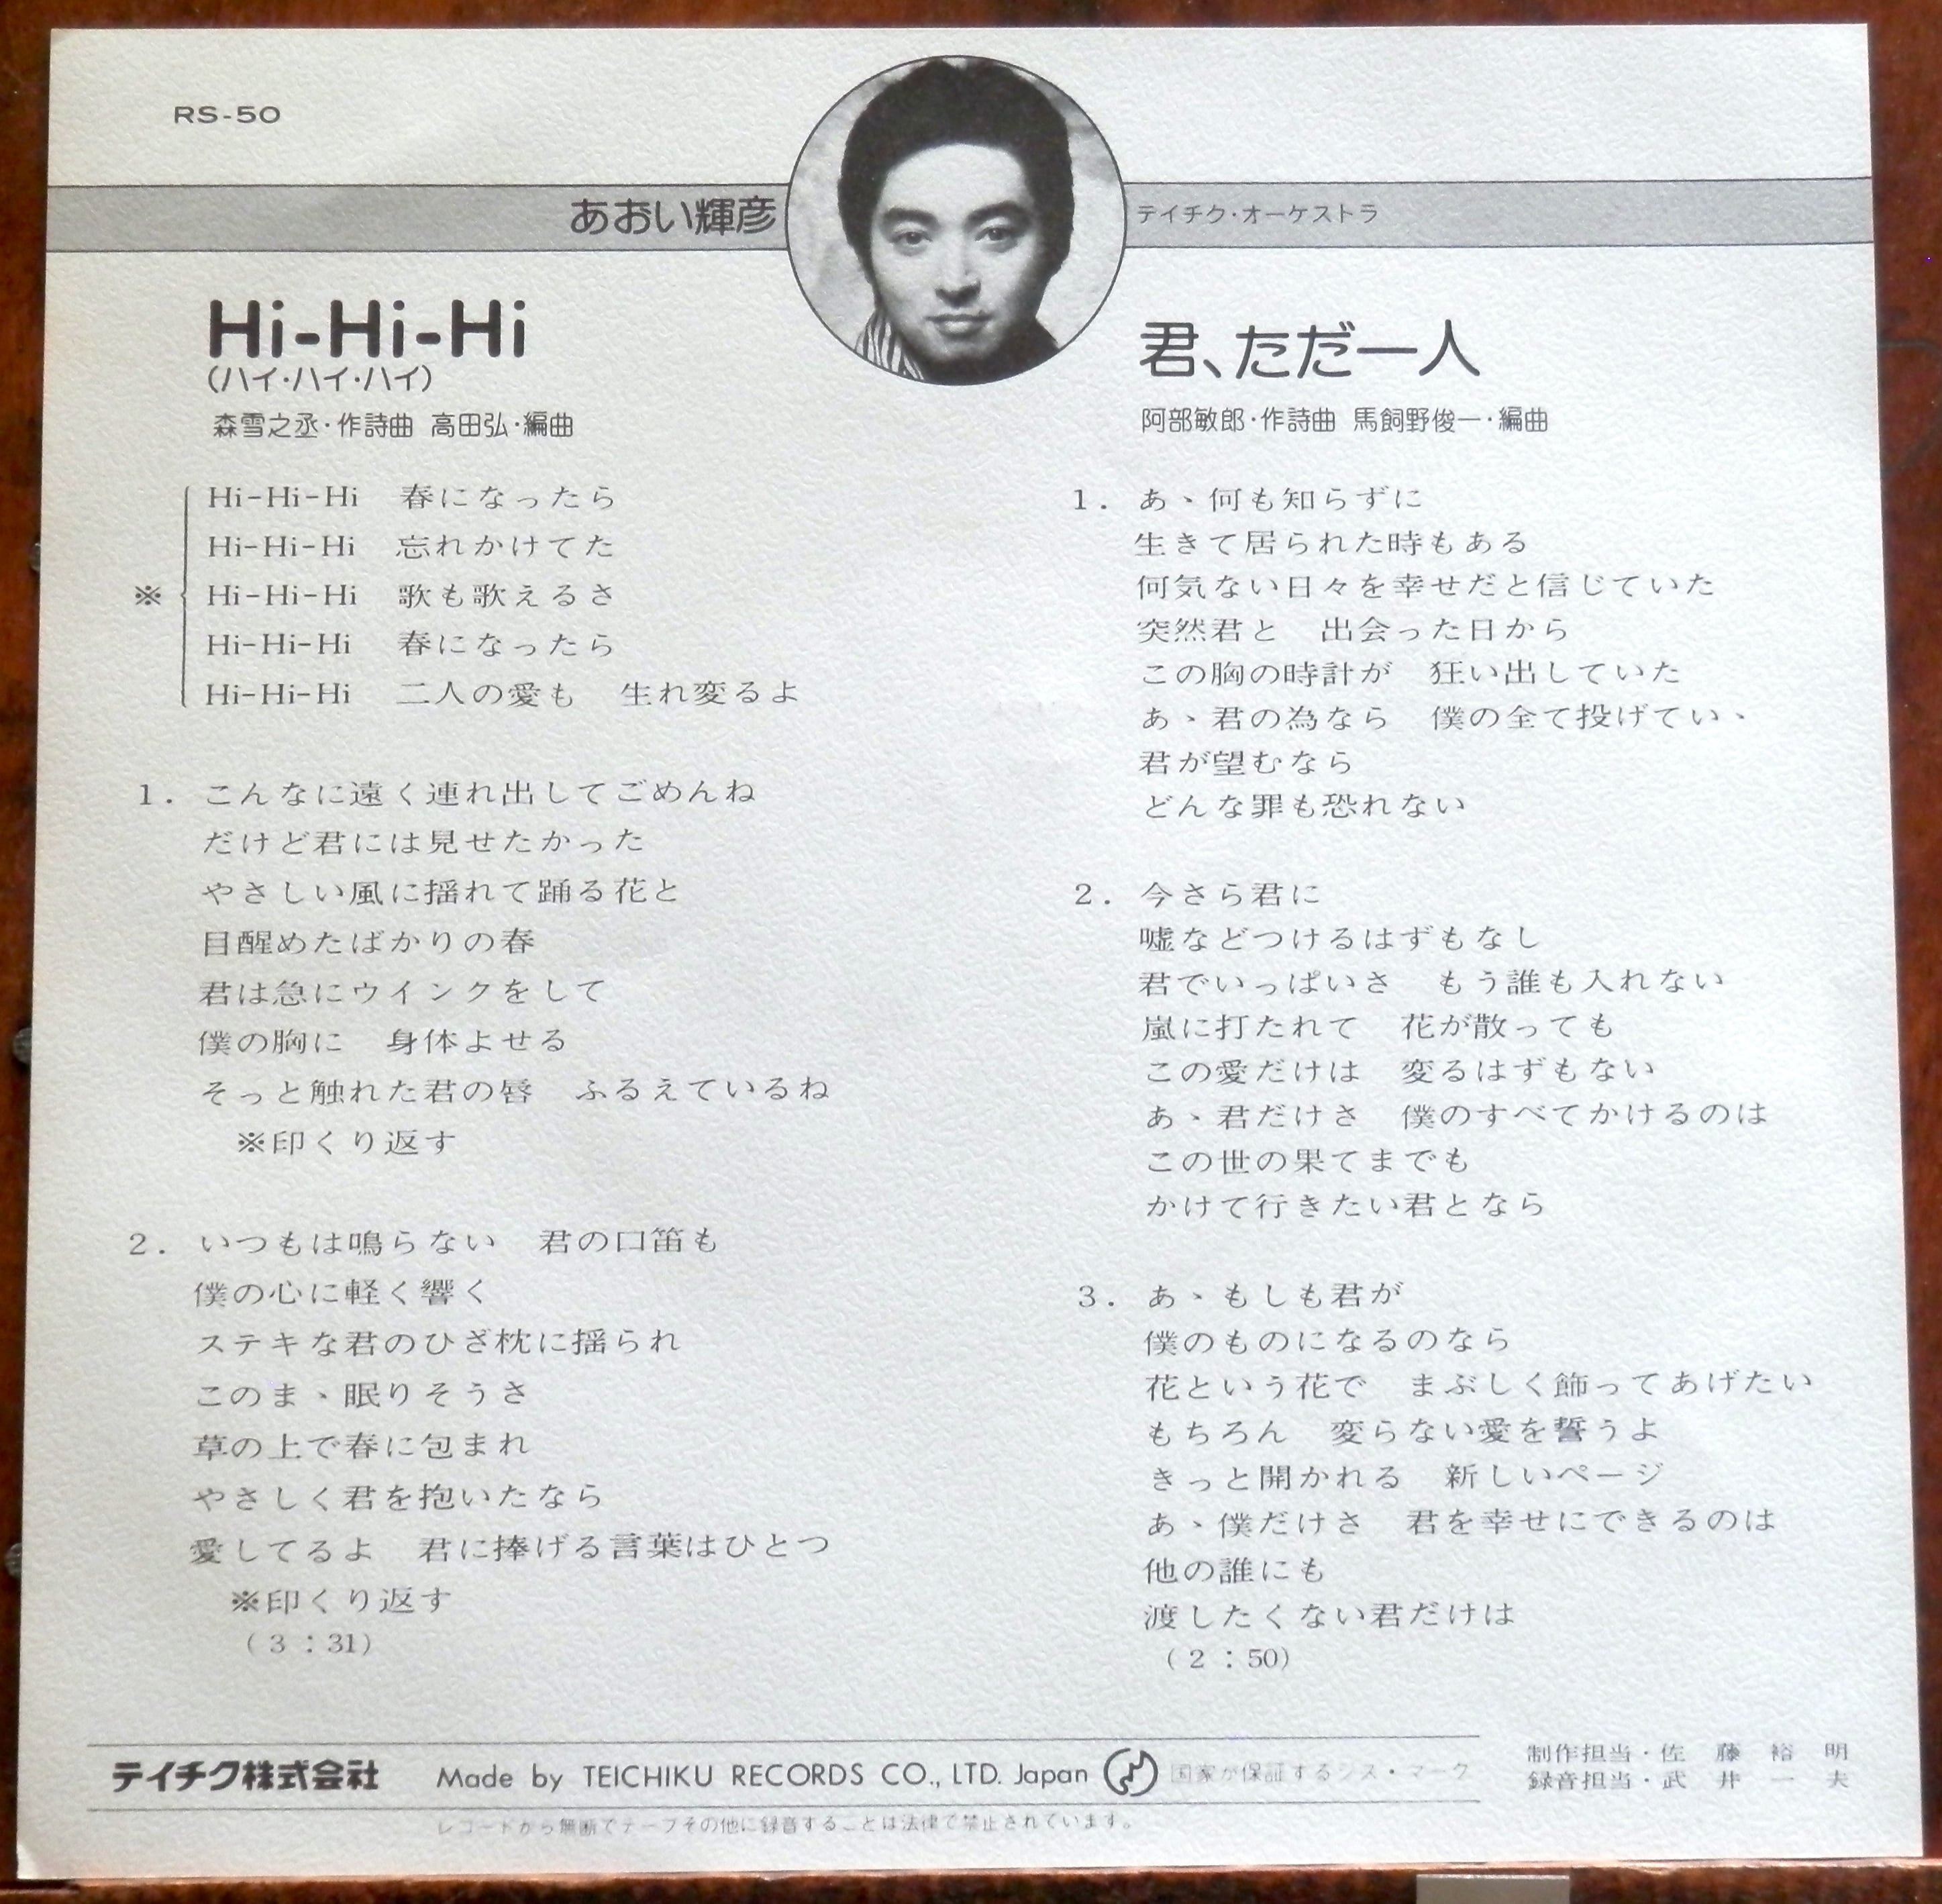 RS-50
あおい輝彦
テイチク・オーケストラ
Hi-Hi-Hi
(ハイ・ハイ・ハイ)
森雪之丞・作詩曲 高田弘・編曲
※
Hi-Hi-Hi 春になったら
Hi-Hi-Hi 忘れかけてた
Hi-Hi-Hi 歌も歌えるさ
Hi-Hi-Hi 春になったら
Hi-Hi-Hi 二人の愛も 生れ変るよ
1. こんなに遠く連れ出してごめんね
だけど君には見せたかった
やさしい風に揺れて踊る花と
目醒めたばかりの春
君は急にウインクをして
僕の胸に 身体よせる
そっと触れた君の唇 ふるえているね
※印くり返す
2. いつもは鳴らない 君の口笛も
僕の心に軽く響く
ステキな君のひざ枕に揺られ
このまゝ眠りそうさ
草の上で春に包まれ
やさしく君を抱いたなら
愛してるよ 君に捧げる言葉はひとつ
※印くり返す
(3:31)
君、ただ一人
阿部敏郎・作詩曲 馬飼野俊一・編曲
1. あゝ何も知らずに
生きて居られた時もある
何気ない日々を幸せだと信じていた
突然君と 出会った日から
この胸の時計が 狂い出していた
あゝ君の為なら 僕の全て投げていゝ
君が望むなら
どんな罪も恐れない
2. 今さら君に
嘘などつけるはずもなし
君でいっぱいさ もう誰も入れない
嵐に打たれて 花が散っても
この愛だけは 変るはずもない
あゝ君だけさ 僕のすべてかけるのは
この世の果てまでも
かけて行きたい君となら
3. あゝもしも君が
僕のものになるのなら
花という花で まぶしく飾ってあげたい
もちろん 変らない愛を誓うよ
きっと開かれる 新しいページ
あゝ僕だけさ 君を幸せにできるのは
他の誰にも
渡したくない君だけは
(2:50)
テイチク株式会社 Made by TEICHIKU RECORDS CO., LTD. Japan 国家が保証するジス・マーク
制作担当・佐藤裕明
録音担当・武井一夫
レコードから無断でテープその他に録音することは法律で禁止されています。